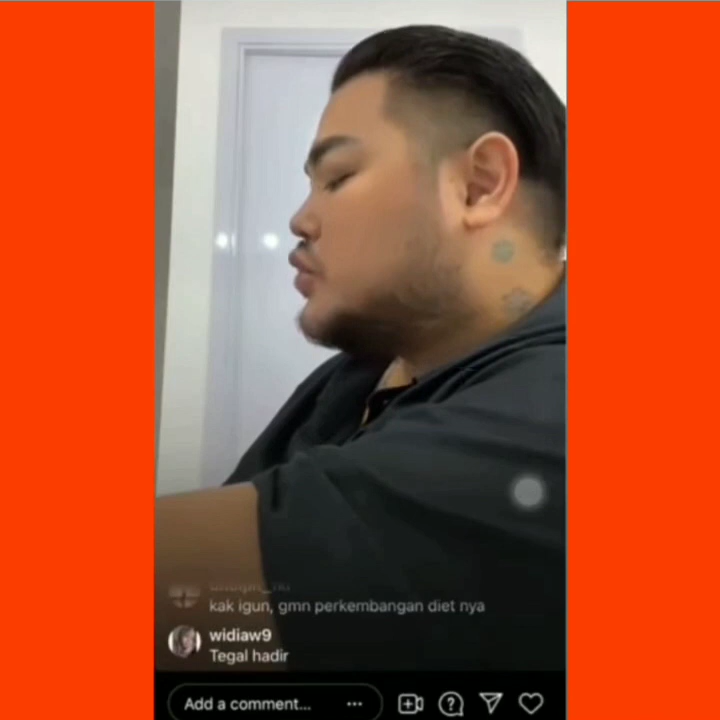 kak igun, gmn perkembangan diet nya
widiaw9
Tegal hadir
Add a comment...